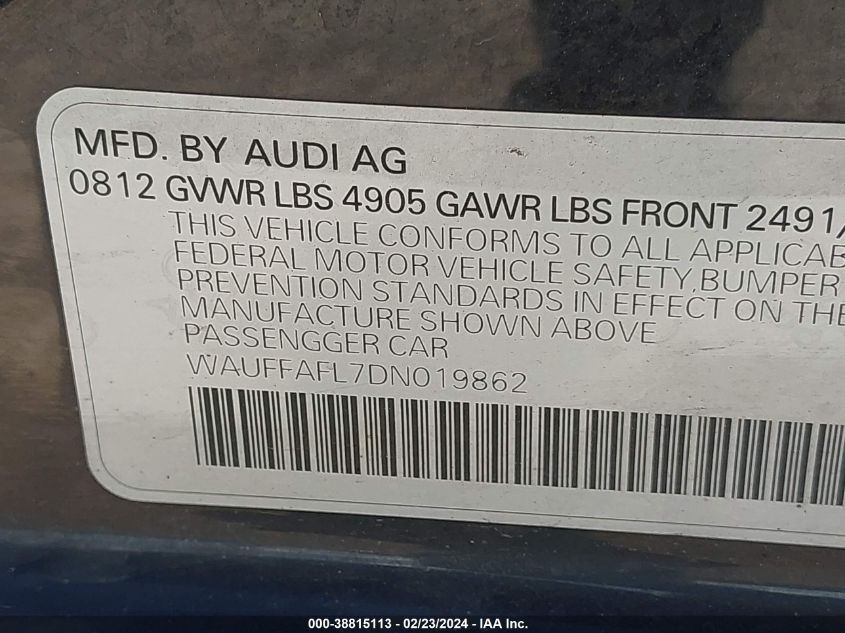 MFD. BY AUDI AG
0812 GVWR LBS 4905 GAWR LBS FRONT 2491/
THIS VEHICLE CONFORMS TO ALL APPLICAB
FEDERAL MOTOR VEHICLE SAFETY,BUMPER
PREVENTION STANDARDS IN EFFECT ON THE
MANUFACTURE SHOWN ABOVE
PASSENGGER CAR
WAUFFAFL7DN019862
000-38815113 - 02/23/2024 - Copyright © IAA Inc.